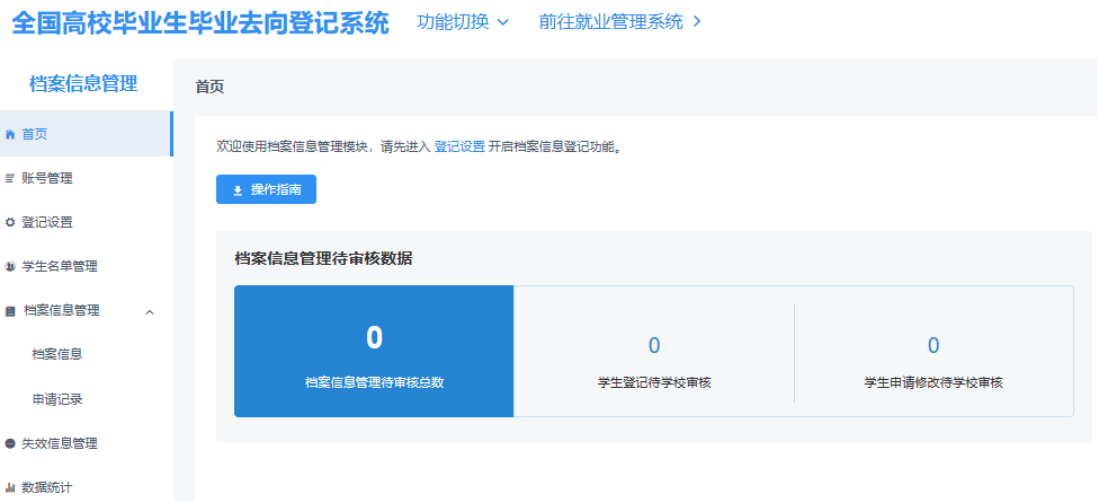 全国高校毕业生毕业去向登记系统 功能切换 前往就业管理系统
档案信息管理
首页
首页
账号管理
登记设置
学生名单管理
档案信息管理
档案信息
申请记录
失效信息管理
数据统计
欢迎使用档案信息管理模块，请先进入 登记设置 开启档案信息登记功能。
操作指南
档案信息管理待审核数据
0
档案信息管理待审核总数
0
学生登记待学校审核
0
学生申请修改待学校审核